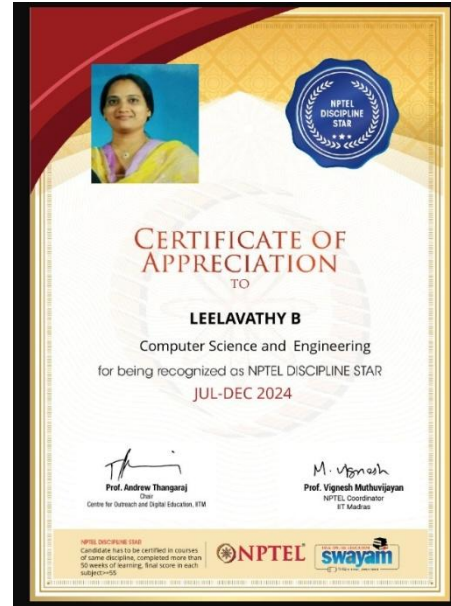 NPTEL
DISCIPLINE
STAR
CERTIFICATE OF
APPRECIATION
TO
LEELAVATHY B
Computer Science and Engineering
for being recognized as NPTEL DISCIPLINE STAR
JUL-DEC 2024
M. Vignesh
Prof. Andrew Thangaraj
Chair
Centre for Outreach and Digital Education, IITM
Prof. Vignesh Muthuvijayan
NPTEL Coordinator
IIT Madras
NPTEL DISCIPLINE STAR
Candidate has to be certified in courses
of same discipline, completed more than
50 weeks of learning, final score in each
subject>=55
NPTEL
swayam